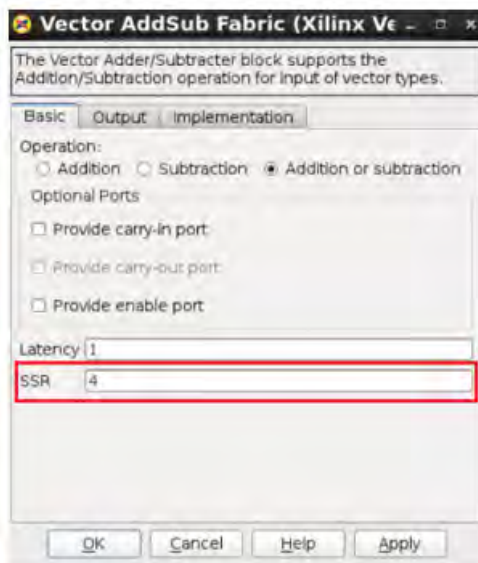 Vector AddSub Fabric (Xilinx Ve
The Vector Adder/Subtracter block supports the
Addition/Subtraction operation for input of vector types.
Basic Output Implementation
Operation:
Addition Subtraction Addition or subtraction
Optional Ports
Provide carry-in port
Provide carry-out port
Provide enable port
Latency 1
SSR 4
OK Cancel Help Apply